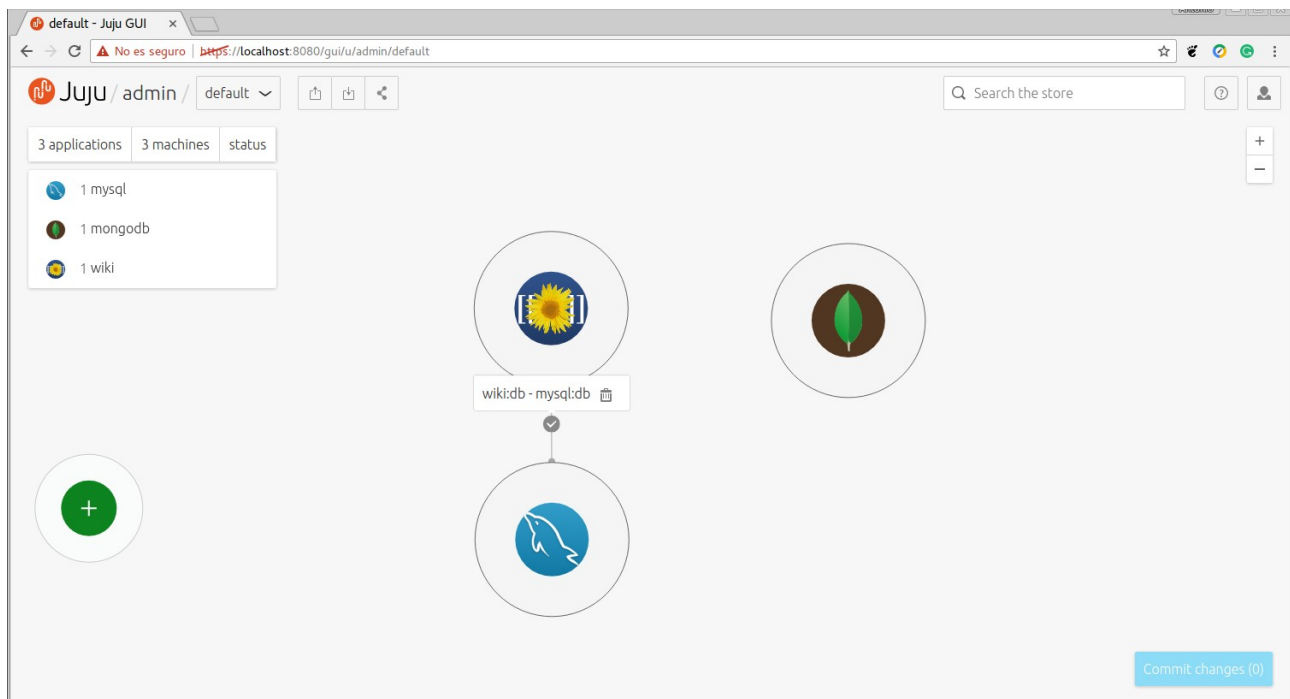 default - Juju GUI
No es seguro | https://localhost:8080/gui/u/admin/default
JUJU / admin / default
Search the store
3 applications 3 machines status
1 mysql
1 mongodb
1 wiki
[[ ]]
wiki:db - mysql:db
Commit changes (0)